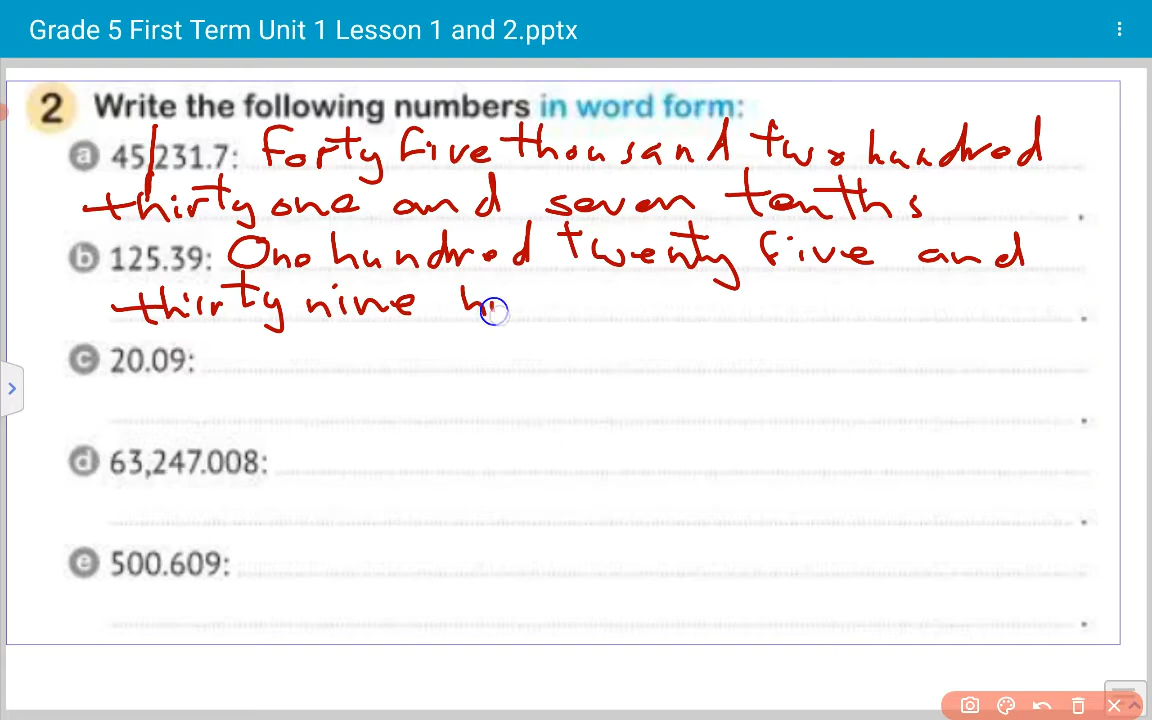 Grade 5 First Term Unit 1 Lesson 1 and 2.pptx
2 Write the following numbers in word form:
a 45,231.7: Forty five thousand two hundred
thirty one and seven tenths.
b 125.39: One hundred twenty five and
thirty nine
c 20.09:
d 63,247.008:
e 500.609: